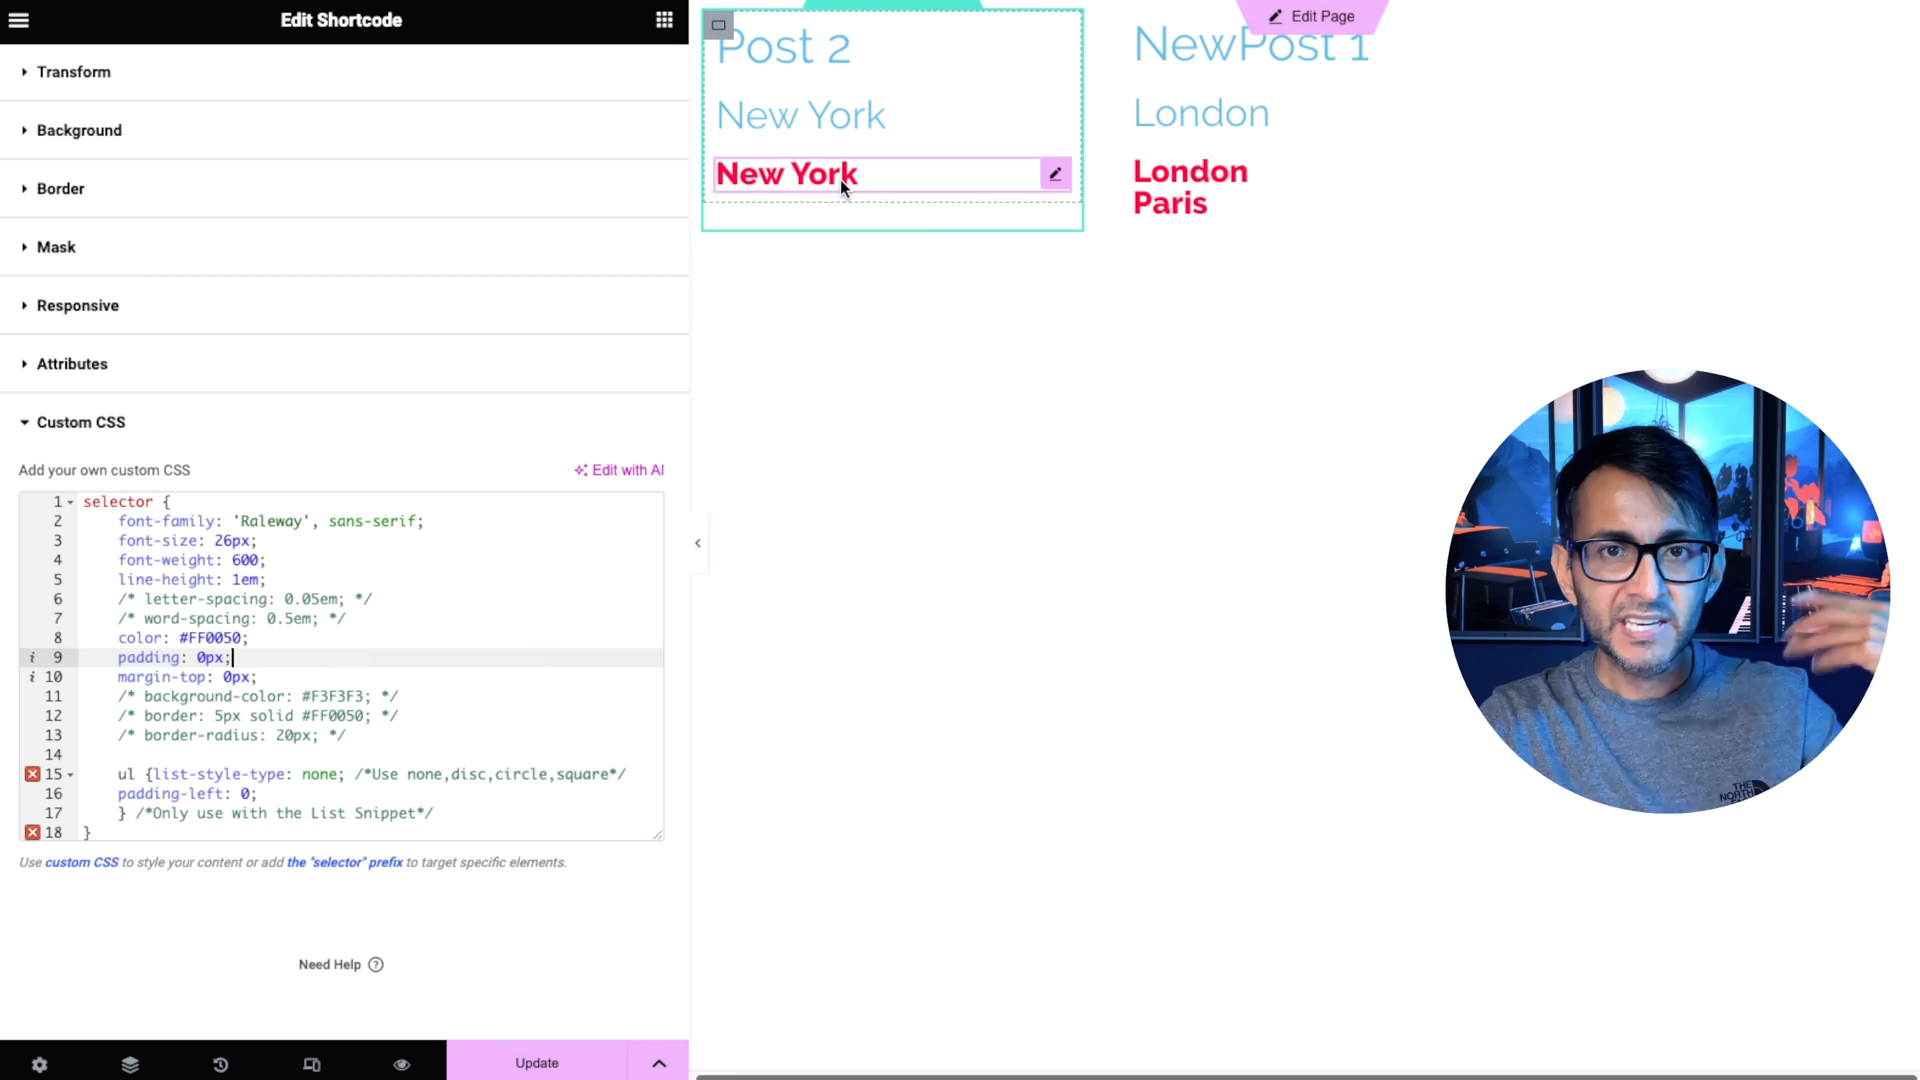 Edit Shortcode
Transform
Background
Border
Mask
Responsive
Attributes
Custom CSS
Add your own custom CSS
Edit with AI
1 selector {
2 font-family: 'Raleway', sans-serif;
3 font-size: 26px;
4 font-weight: 600;
5 line-height: 1em;
6 /* letter-spacing: 0.05em; */
7 /* word-spacing: 0.5em; */
8 color: #FF0050;
i 9 padding: 0px;
i 10 margin-top: 0px;
11 /* background-color: #F3F3F3; */
12 /* border: 5px solid #FF0050; */
13 /* border-radius: 20px; */
14
15 ul {list-style-type: none; /*Use none,disc,circle,square*/
16 padding-left: 0;
17 } /*Only use with the List Snippet*/
18 }
Use custom CSS to style your content or add the "selector" prefix to target specific elements.
Need Help ?
Update
Edit Page
Post 2
New York
New York
NewPost 1
London
London
Paris
THE
NORTH